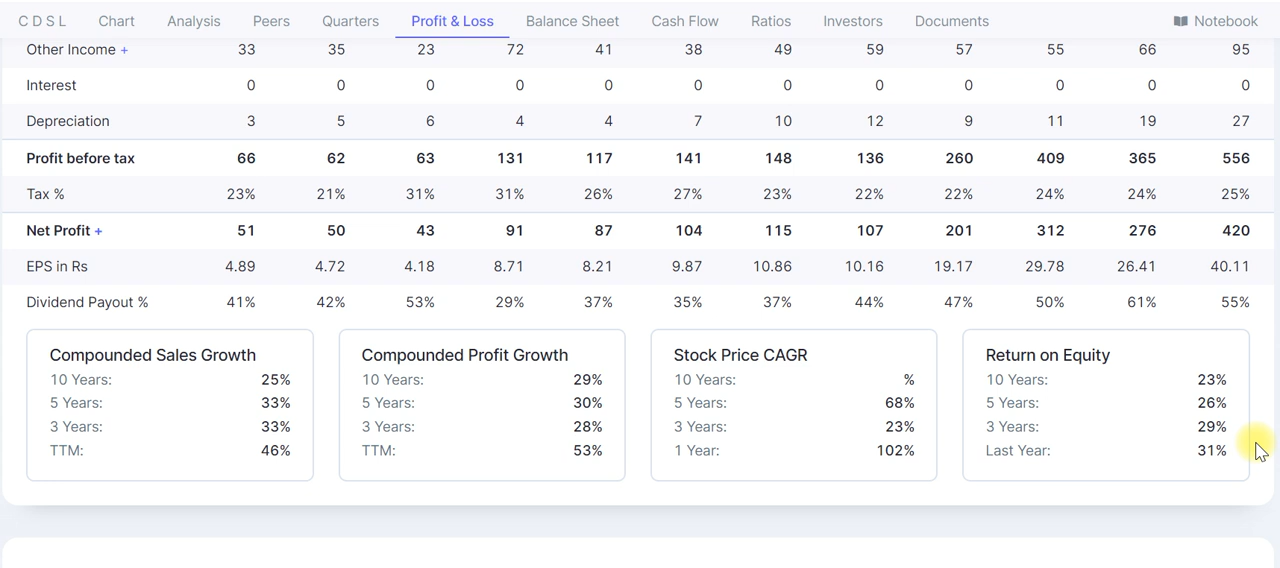 C D S L Chart Analysis Peers Quarters Profit & Loss Balance Sheet Cash Flow Ratios Investors Documents Notebook
Other Income + 33 35 23 72 41 38 49 59 57 55 66 95
Interest 0 0 0 0 0 0 0 0 0 0 0 0
Depreciation 3 5 6 4 4 7 10 12 9 11 19 27
Profit before tax 66 62 63 131 117 141 148 136 260 409 365 556
Tax % 23% 21% 31% 31% 26% 27% 23% 22% 22% 24% 24% 25%
Net Profit + 51 50 43 91 87 104 115 107 201 312 276 420
EPS in Rs 4.89 4.72 4.18 8.71 8.21 9.87 10.86 10.16 19.17 29.78 26.41 40.11
Dividend Payout % 41% 42% 53% 29% 37% 35% 37% 44% 47% 50% 61% 55%
Compounded Sales Growth
10 Years: 25%
5 Years: 33%
3 Years: 33%
TTM: 46%
Compounded Profit Growth
10 Years: 29%
5 Years: 30%
3 Years: 28%
TTM: 53%
Stock Price CAGR
10 Years: %
5 Years: 68%
3 Years: 23%
1 Year: 102%
Return on Equity
10 Years: 23%
5 Years: 26%
3 Years: 29%
Last Year: 31%